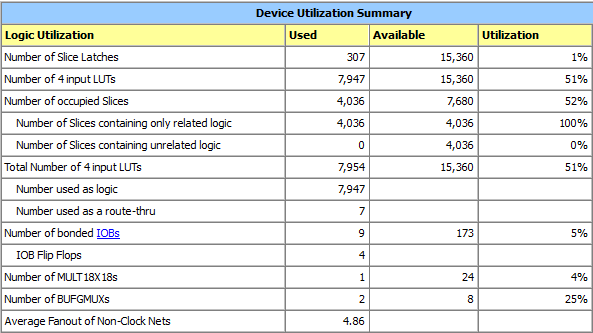 Device Utilization Summary
Logic Utilization Used Available Utilization
Number of Slice Latches 307 15,360 1%
Number of 4 input LUTs 7,947 15,360 51%
Number of occupied Slices 4,036 7,680 52%
Number of Slices containing only related logic 4,036 4,036 100%
Number of Slices containing unrelated logic 0 4,036 0%
Total Number of 4 input LUTs 7,954 15,360 51%
Number used as logic 7,947
Number used as a route-thru 7
Number of bonded IOBs 9 173 5%
IOB Flip Flops 4
Number of MULT18X18s 1 24 4%
Number of BUFGMUXs 2 8 25%
Average Fanout of Non-Clock Nets 4.86